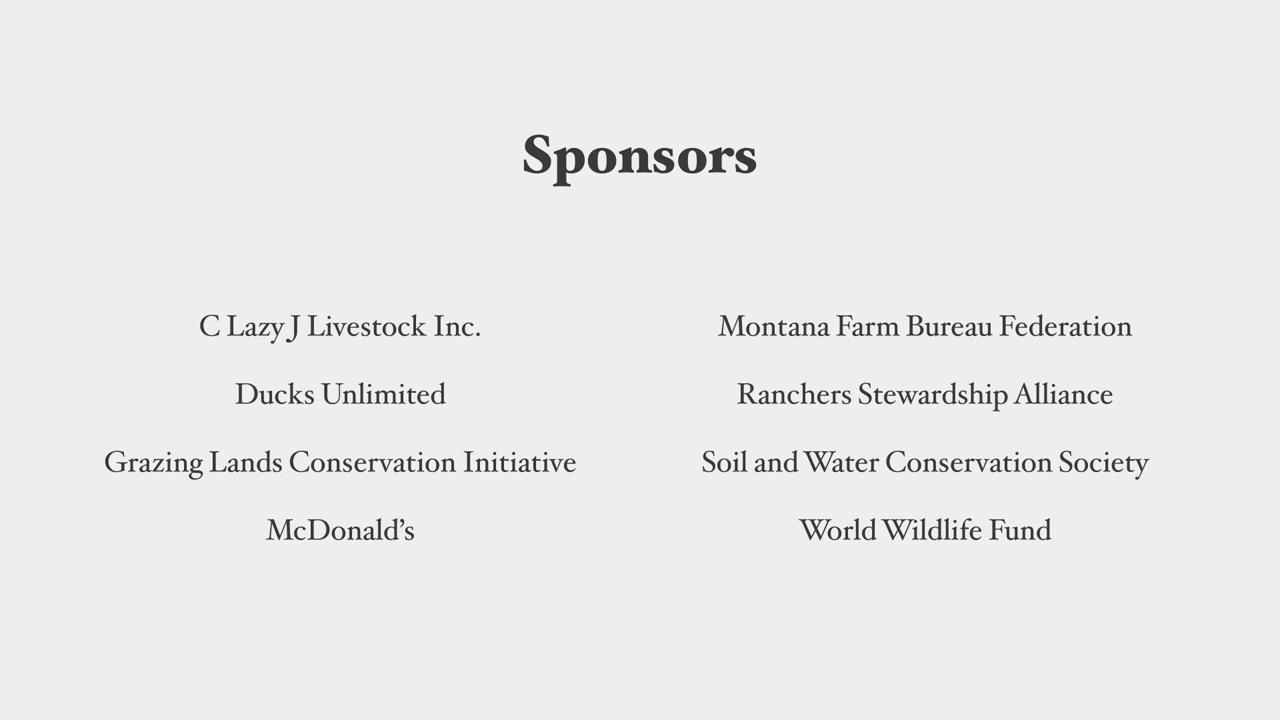 Sponsors
C Lazy J Livestock Inc.
Ducks Unlimited
Grazing Lands Conservation Initiative
McDonald’s
Montana Farm Bureau Federation
Ranchers Stewardship Alliance
Soil and Water Conservation Society
World Wildlife Fund